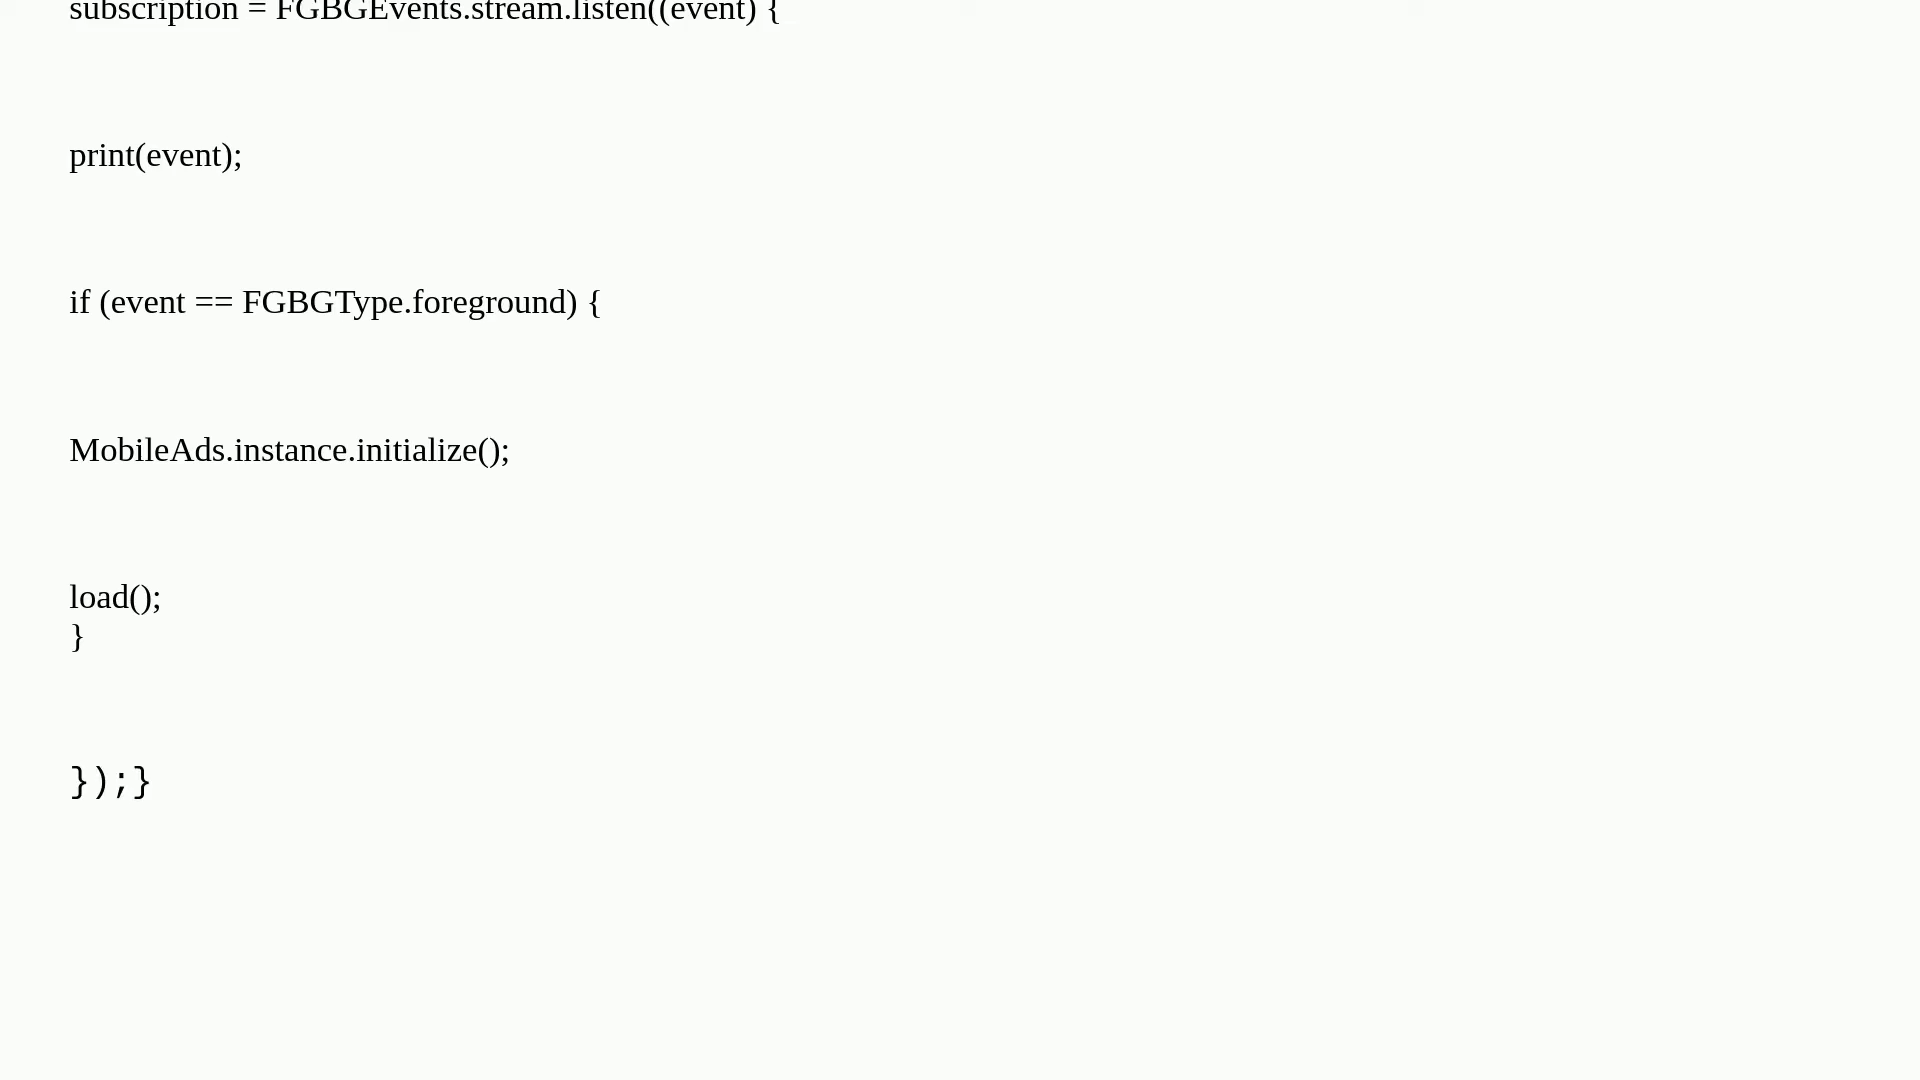 subscription = FGBGEvents.stream.listen((event) {
print(event);
if (event == FGBGType.foreground) {
MobileAds.instance.initialize();
load();
}
});}